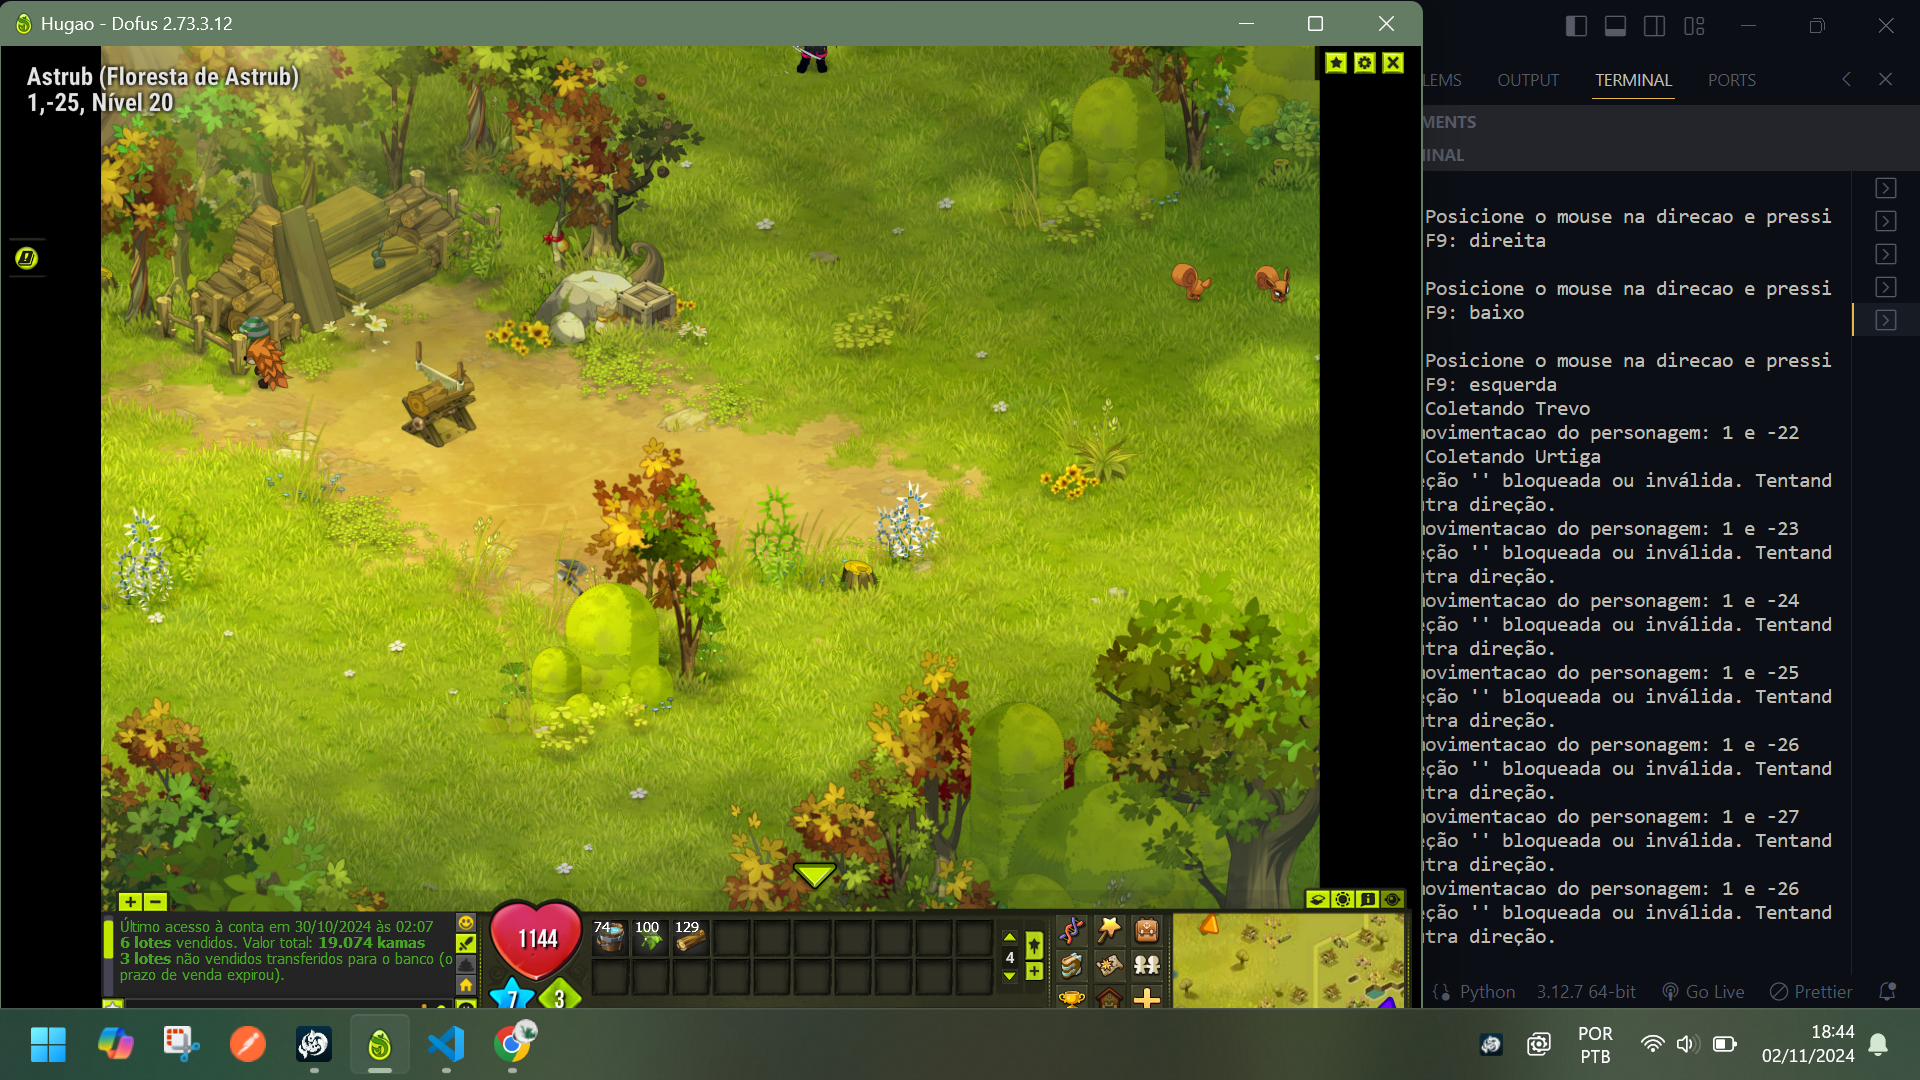 Hugao - Dofus 2.73.3.12
Astrub (Floresta de Astrub)
1,-25, Nível 20
LEMS OUTPUT TERMINAL PORTS
MENTS
INAL
Posicione o mouse na direcao e pressi
F9: direita
Posicione o mouse na direcao e pressi
F9: baixo
Posicione o mouse na direcao e pressi
F9: esquerda
Coletando Trevo
ovimentacao do personagem: 1 e -22
Coletando Urtiga
ção '' bloqueada ou inválida. Tentand
utra direção.
ovimentacao do personagem: 1 e -23
ção '' bloqueada ou inválida. Tentand
utra direção.
ovimentacao do personagem: 1 e -24
ção '' bloqueada ou inválida. Tentand
utra direção.
ovimentacao do personagem: 1 e -25
ção '' bloqueada ou inválida. Tentand
utra direção.
ovimentacao do personagem: 1 e -26
ção '' bloqueada ou inválida. Tentand
utra direção.
ovimentacao do personagem: 1 e -27
ção '' bloqueada ou inválida. Tentand
utra direção.
ovimentacao do personagem: 1 e -26
ção '' bloqueada ou inválida. Tentand
utra direção.
Último acesso à conta em 30/10/2024 às 02:07
6 lotes vendidos. Valor total: 19.074 kamas
3 lotes não vendidos transferidos para o banco (o
prazo de venda expirou).
1144
7
3
74 100 129
4
Python 3.12.7 64-bit Go Live Prettier
POR
PTB
18:44
02/11/2024